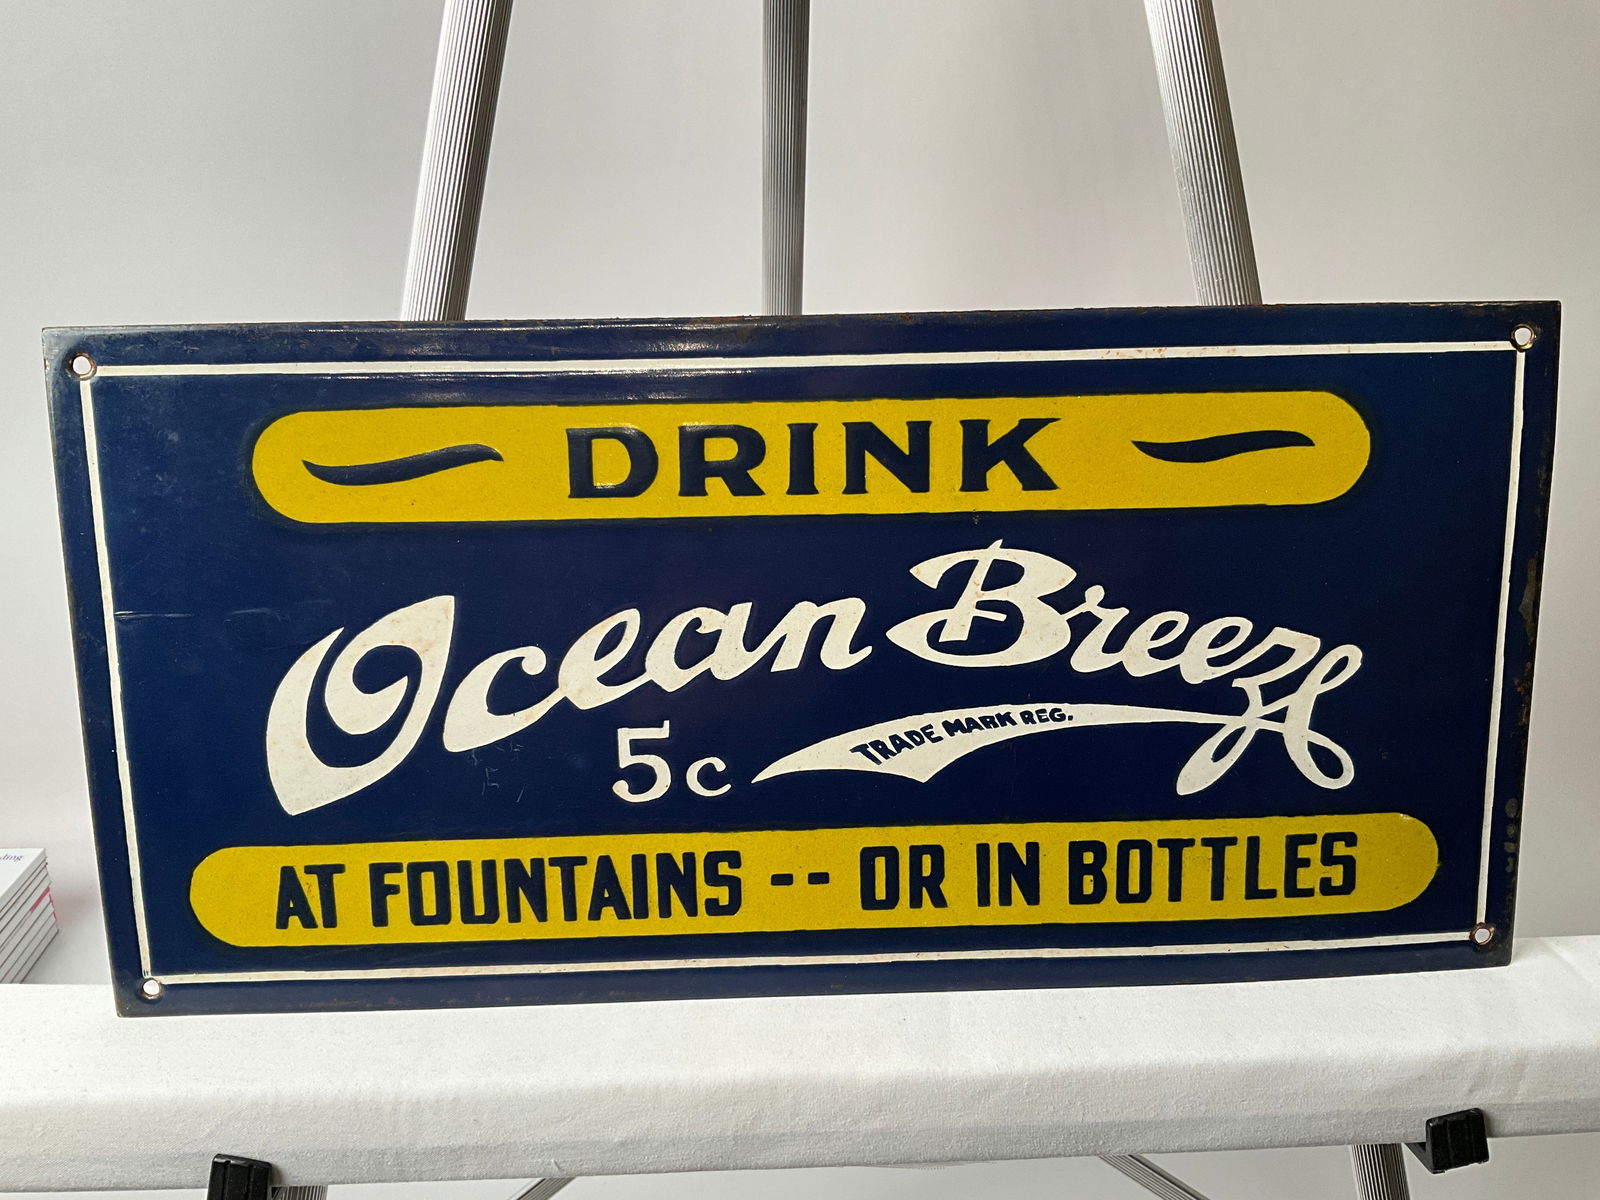 DRINK
Ocean Breeze
5c TRADE MARK REG.
AT FOUNTAINS -- OR IN BOTTLES